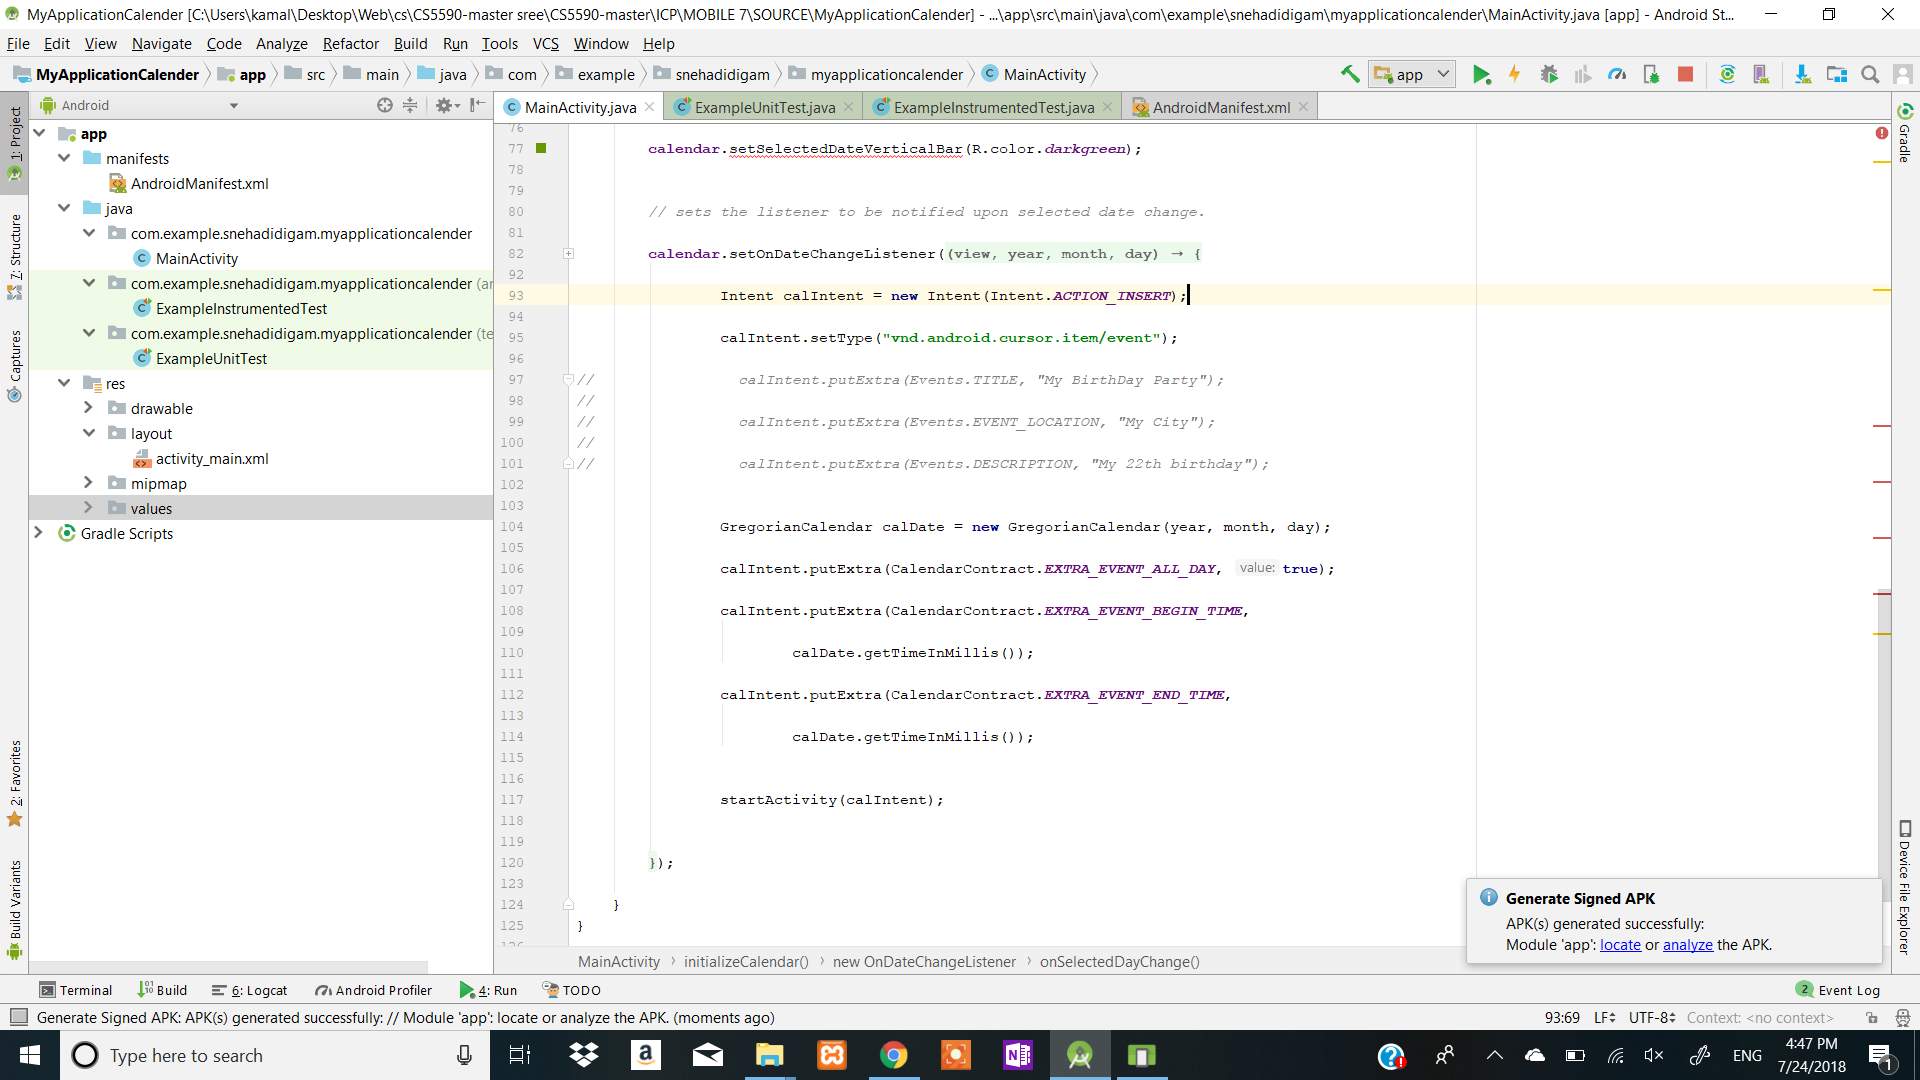 MyApplicationCalender [C:\Users\kamal\Desktop\Web\cs\CS5590-master sree\CS5590-master\ICP\MOBILE 7\SOURCE\MyApplicationCalender] - ...\app\src\main\java\com\example\snehadidigam\myapplicationcalender\MainActivity.java [app] - Android St...
File Edit View Navigate Code Analyze Refactor Build Run Tools VCS Window Help
MyApplicationCalender app src main java com example snehadidigam myapplicationcalender MainActivity app
Android
MainActivity.java ExampleUnitTest.java ExampleInstrumentedTest.java AndroidManifest.xml
1: Project
7: Structure
Captures
2: Favorites
Build Variants
app
manifests
AndroidManifest.xml
java
com.example.snehadidigam.myapplicationcalender
MainActivity
com.example.snehadidigam.myapplicationcalender (ar
ExampleInstrumentedTest
com.example.snehadidigam.myapplicationcalender (te
ExampleUnitTest
res
drawable
layout
activity_main.xml
mipmap
values
Gradle Scripts
76
77 calendar.setSelectedDateVerticalBar(R.color.darkgreen);
78
79
80 // sets the listener to be notified upon selected date change.
81
82 calendar.setOnDateChangeListener((view, year, month, day) → {
92
93 Intent calIntent = new Intent(Intent.ACTION_INSERT);
94
95 calIntent.setType("vnd.android.cursor.item/event");
96
97 // calIntent.putExtra(Events.TITLE, "My BirthDay Party");
98 //
99 // calIntent.putExtra(Events.EVENT_LOCATION, "My City");
100 //
101 // calIntent.putExtra(Events.DESCRIPTION, "My 22th birthday");
102
103
104 GregorianCalendar calDate = new GregorianCalendar(year, month, day);
105
106 calIntent.putExtra(CalendarContract.EXTRA_EVENT_ALL_DAY, value: true);
107
108 calIntent.putExtra(CalendarContract.EXTRA_EVENT_BEGIN_TIME,
109
110 calDate.getTimeInMillis());
111
112 calIntent.putExtra(CalendarContract.EXTRA_EVENT_END_TIME,
113
114 calDate.getTimeInMillis());
115
116
117 startActivity(calIntent);
118
119
120 });
123
124 }
125 }
126
Gradle
Device File Explorer
Generate Signed APK
APK(s) generated successfully:
Module 'app': locate or analyze the APK.
MainActivity › initializeCalendar() › new OnDateChangeListener › onSelectedDayChange()
Terminal Build 6: Logcat Android Profiler 4: Run TODO 2 Event Log
Generate Signed APK: APK(s) generated successfully: // Module 'app': locate or analyze the APK. (moments ago) 93:69 LF UTF-8 Context: <no context>
Type here to search
ENG
4:47 PM
7/24/2018
1